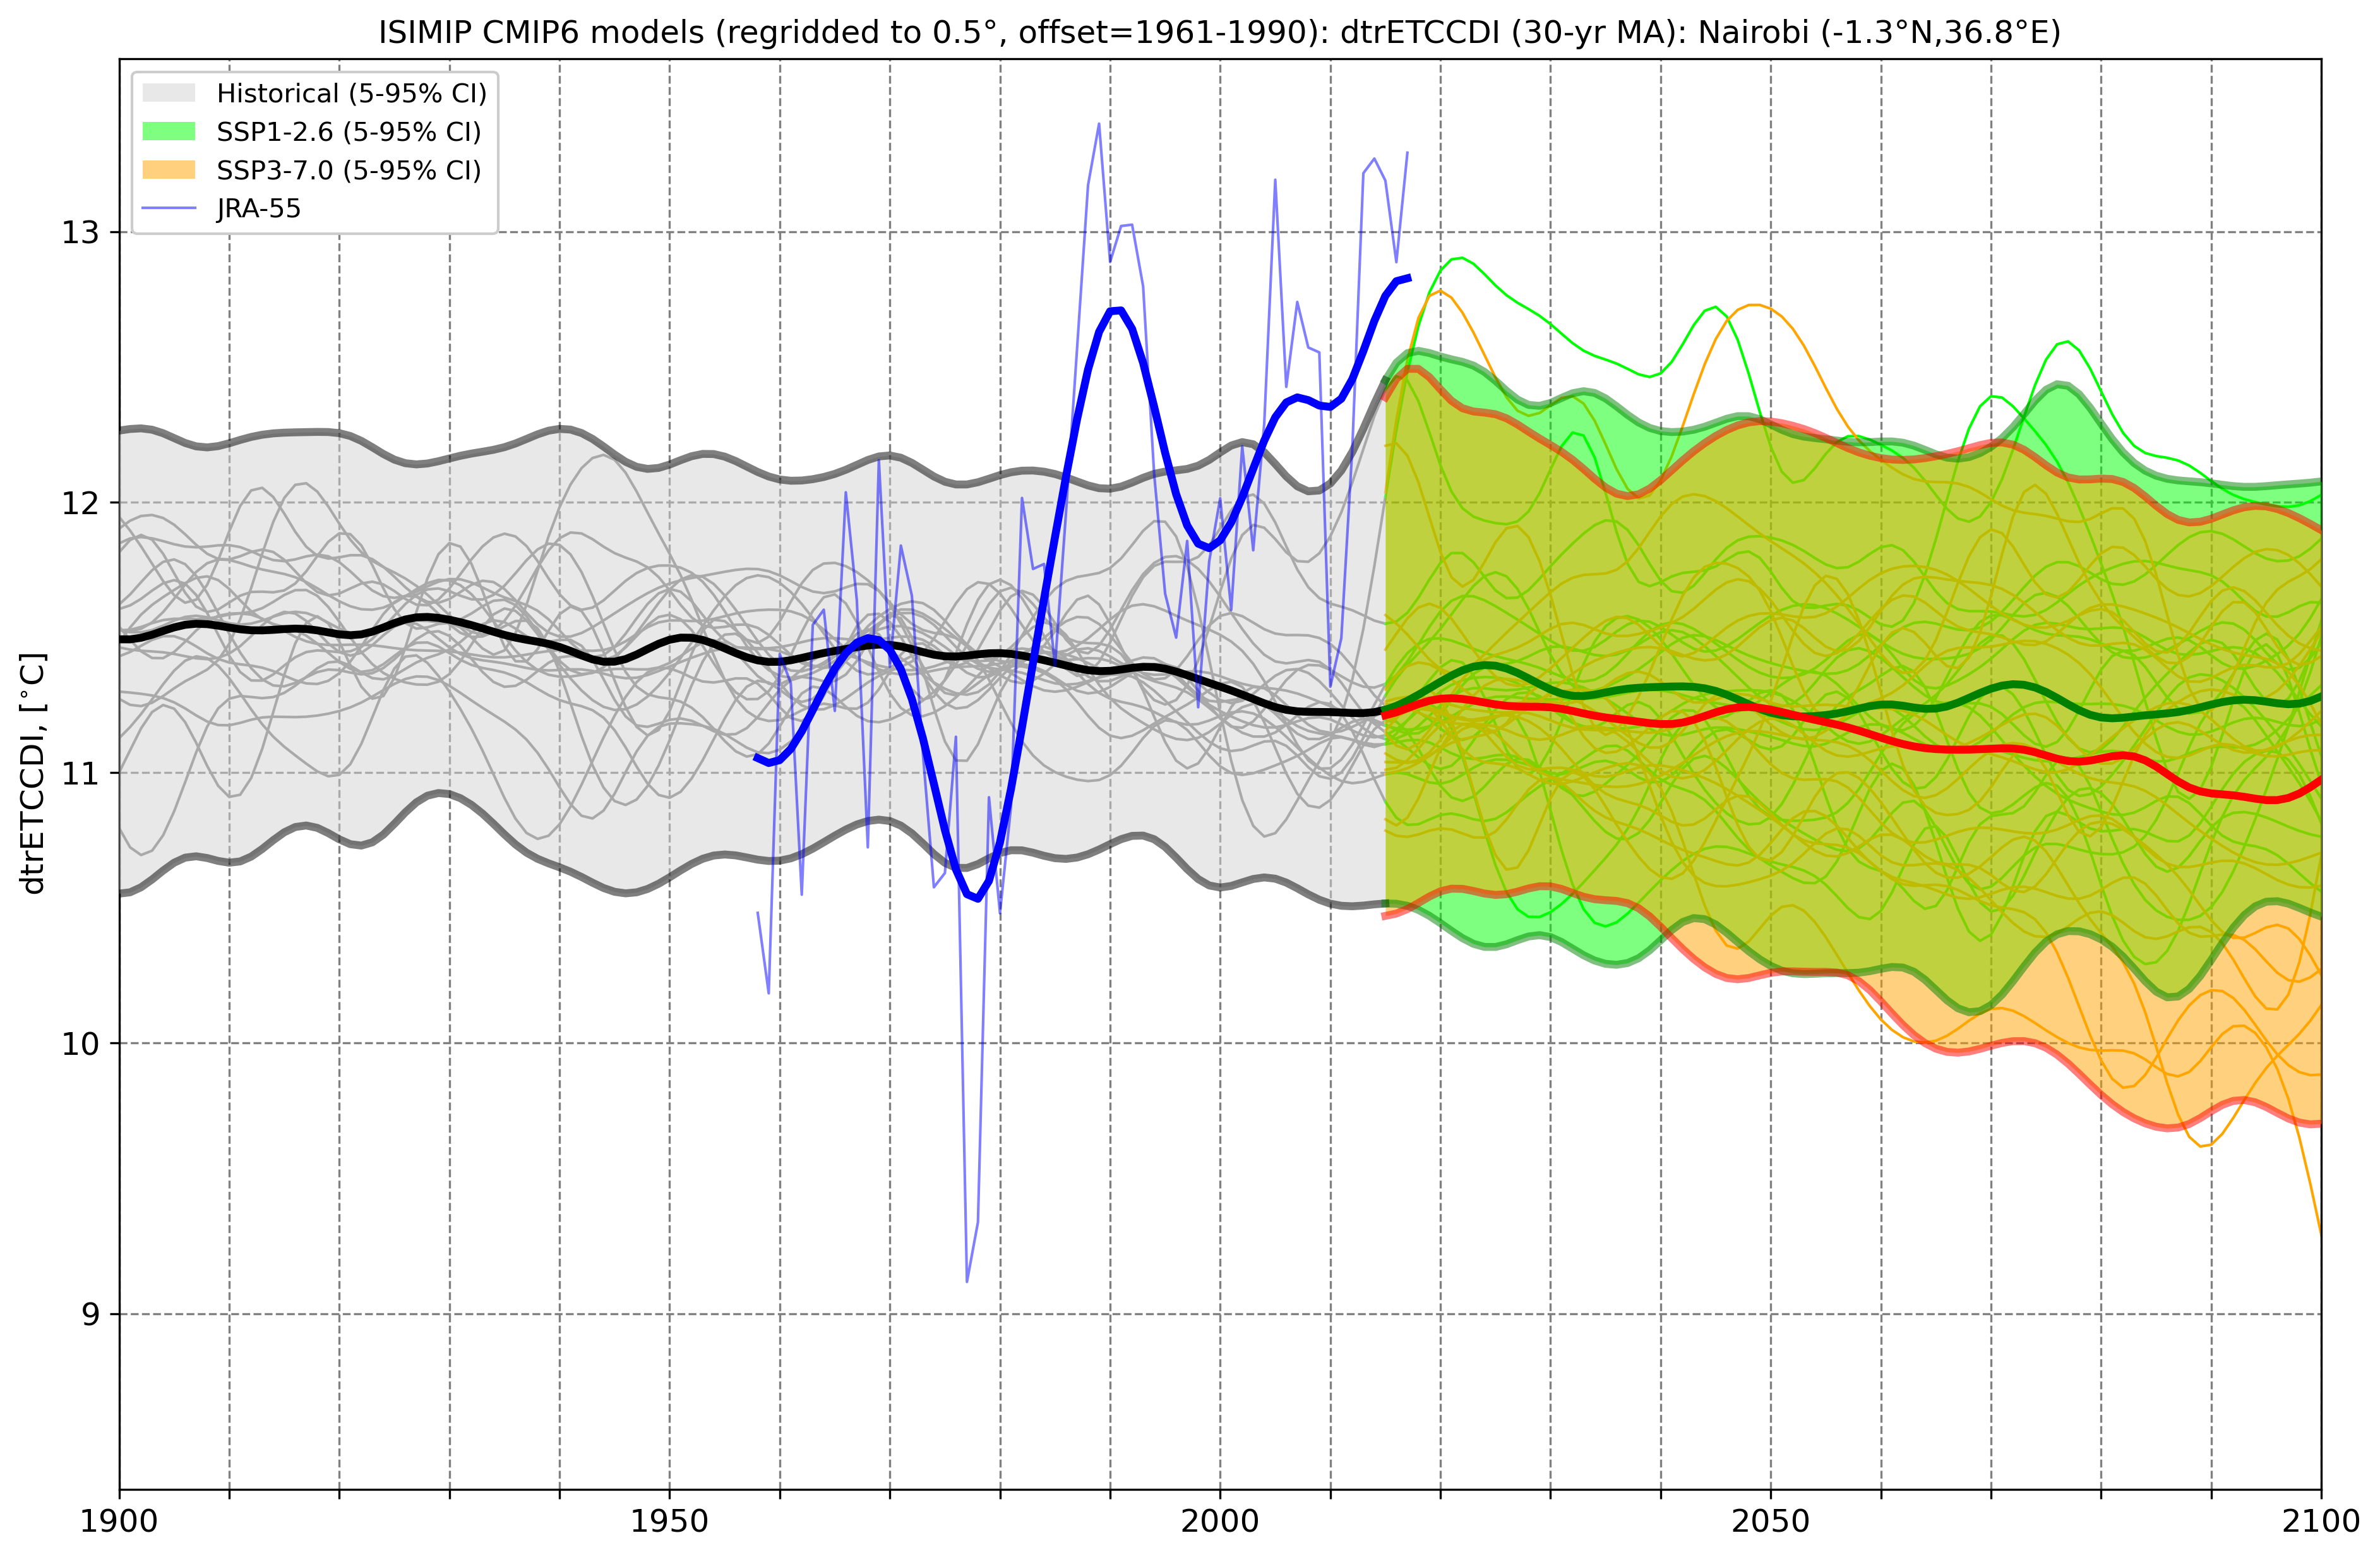 ISIMIP CMIP6 models (regridded to 0.5°, offset=1961-1990): dtrETCCDI (30-yr MA): Nairobi (-1.3°N,36.8°E)
Historical (5-95% CI)
SSP1-2.6 (5-95% CI)
SSP3-7.0 (5-95% CI)
JRA-55
dtrETCCDI, [°C]
13
12
11
10
9
1900
1950
2000
2050
2100